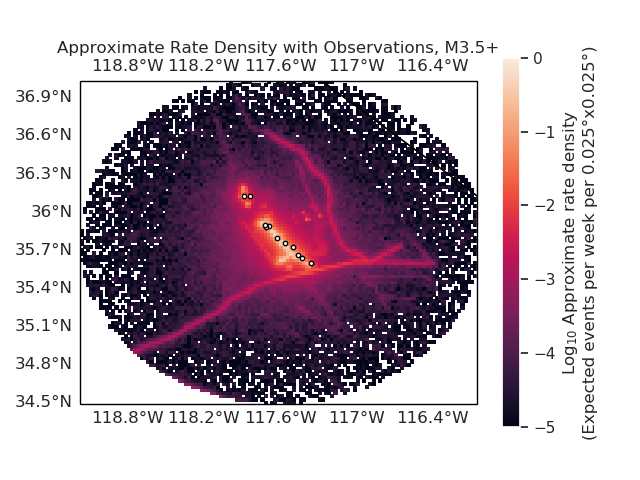 Approximate Rate Density with Observations, M3.5+
118.8°W 118.2°W 117.6°W 117°W 116.4°W
36.9°N
36.6°N
36.3°N
36°N
35.7°N
35.4°N
35.1°N
34.8°N
34.5°N
118.8°W 118.2°W 117.6°W 117°W 116.4°W
0
−1
−2
−3
−4
−5
Log10 Approximate rate density
(Expected events per week per 0.025°x0.025°)